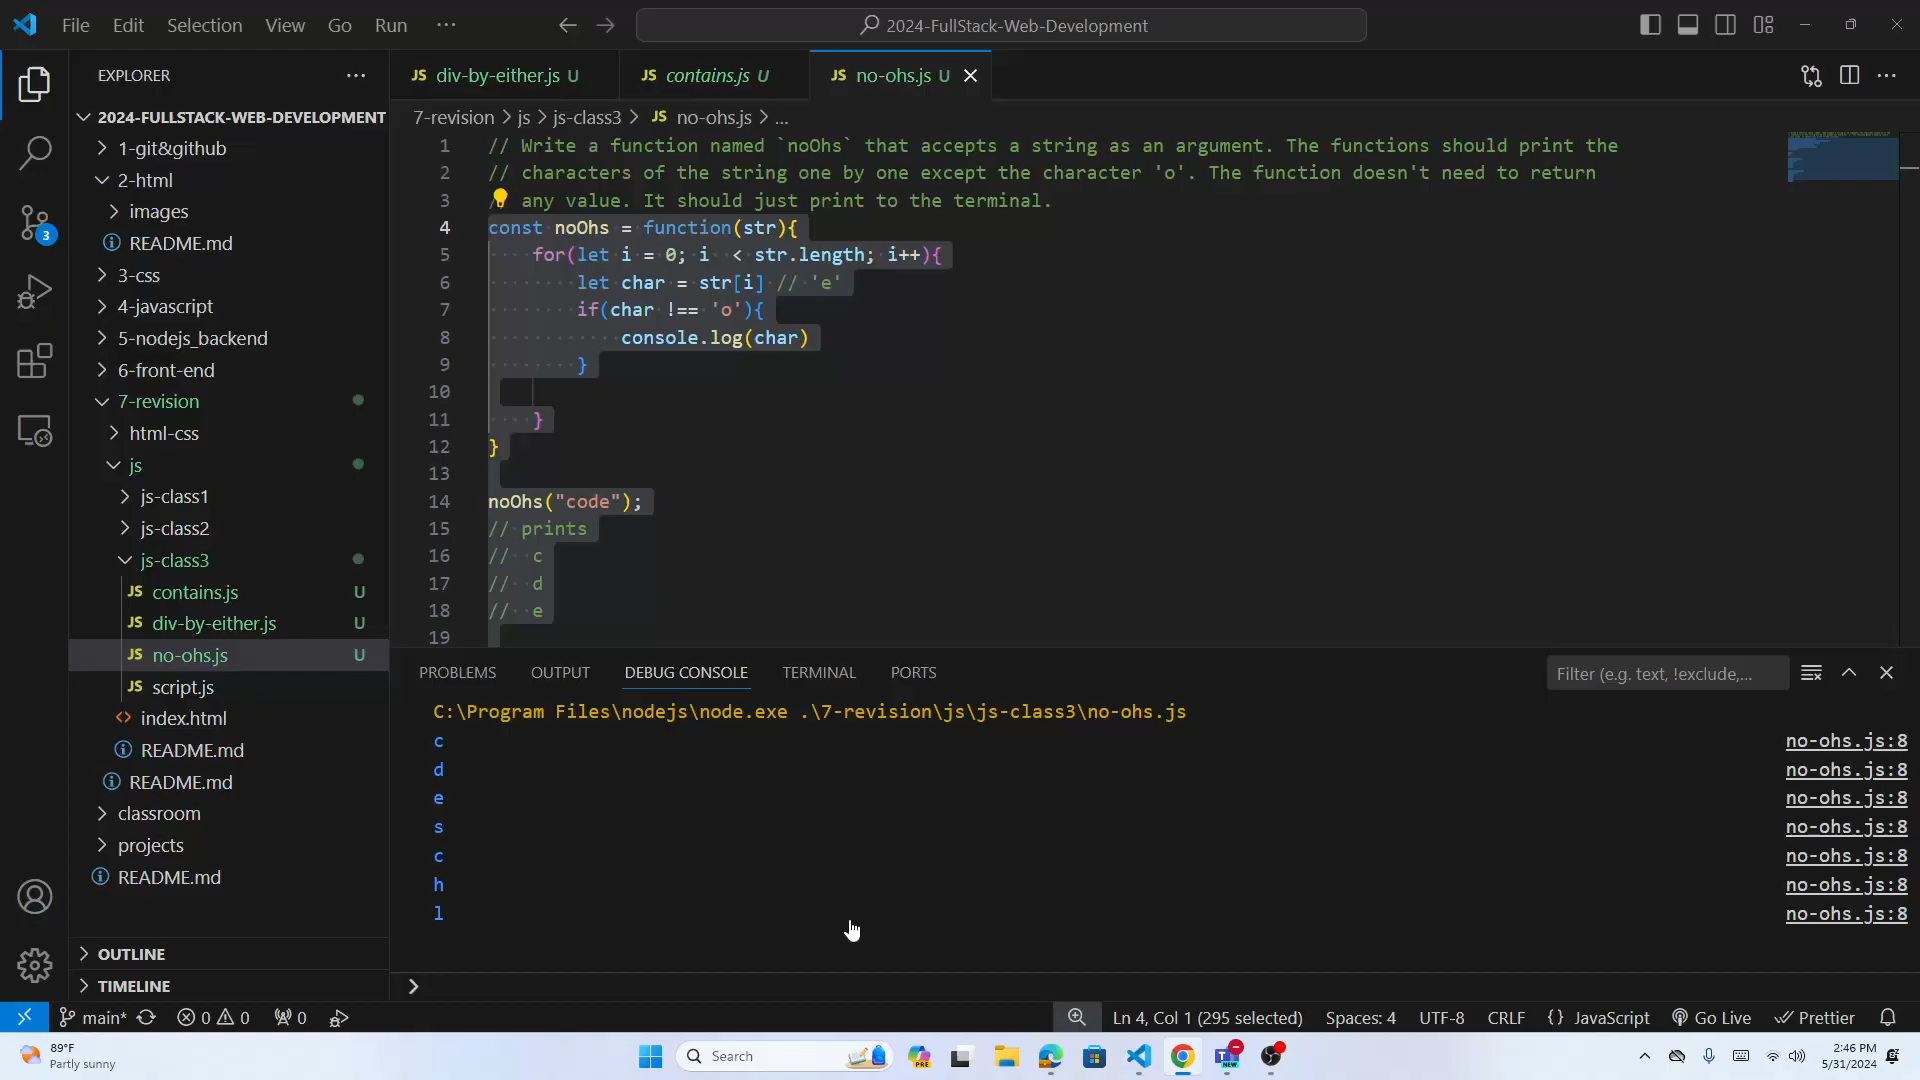 File Edit Selection View Go Run ···
2024-FullStack-Web-Development
EXPLORER
2024-FULLSTACK-WEB-DEVELOPMENT
1-git&github
2-html
images
README.md
3-css
4-javascript
5-nodejs_backend
6-front-end
7-revision
html-css
js
js-class1
js-class2
js-class3
JS contains.js U
JS div-by-either.js U
JS no-ohs.js U
JS script.js
index.html
README.md
README.md
classroom
projects
README.md
OUTLINE
TIMELINE
JS div-by-either.js U
JS contains.js U
JS no-ohs.js U
7-revision > js > js-class3 > JS no-ohs.js > ...
1 // Write a function named `noOhs` that accepts a string as an argument. The functions should print the
2 // characters of the string one by one except the character 'o'. The function doesn't need to return
3 any value. It should just print to the terminal.
4 const noOhs = function(str){
5 for(let i = 0; i < str.length; i++){
6 let char = str[i] // 'e'
7 if(char !== 'o'){
8 console.log(char)
9 }
10
11 }
12 }
13
14 noOhs("code");
15 // prints
16 // c
17 // d
18 // e
19
PROBLEMS OUTPUT DEBUG CONSOLE TERMINAL PORTS
Filter (e.g. text, !exclude,...
C:\Program Files\nodejs\node.exe .\7-revision\js\js-class3\no-ohs.js
c no-ohs.js:8
d no-ohs.js:8
e no-ohs.js:8
s no-ohs.js:8
c no-ohs.js:8
h no-ohs.js:8
l no-ohs.js:8
3
main* 0 0 0
Ln 4, Col 1 (295 selected) Spaces: 4 UTF-8 CRLF {} JavaScript Go Live Prettier
89°F
Partly sunny
Search
PRE
NEW
2:46 PM
5/31/2024